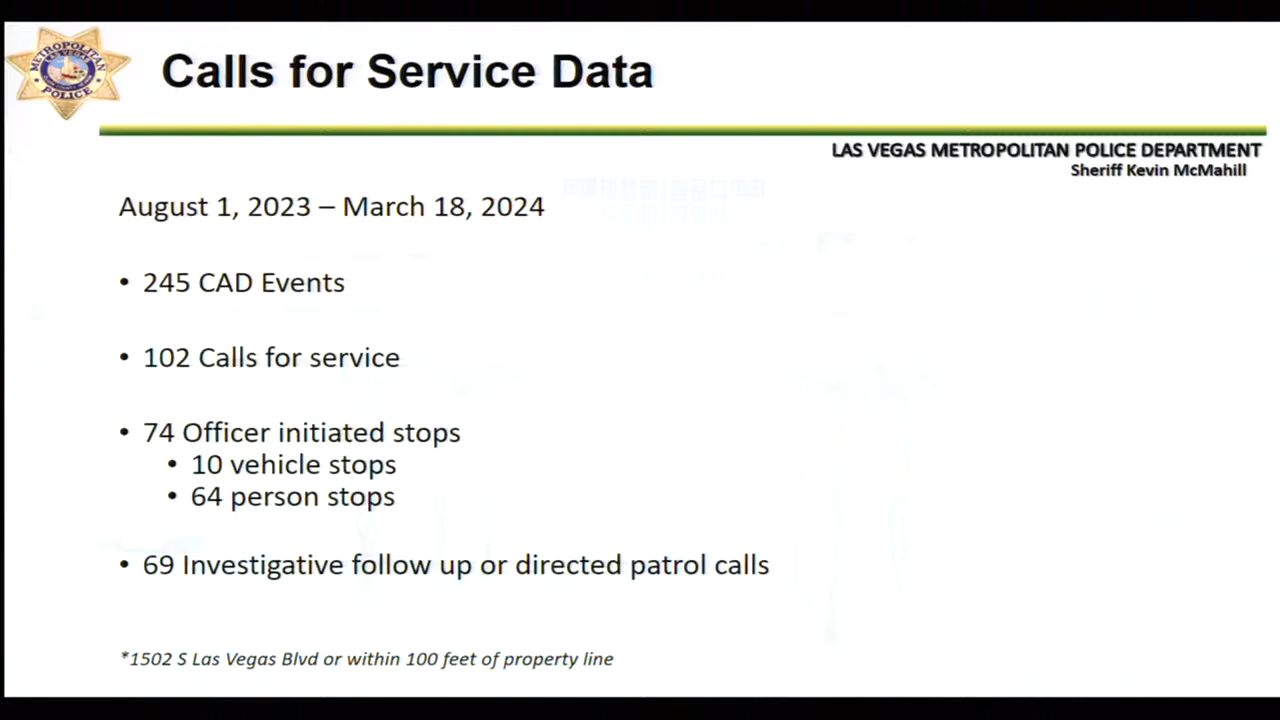 METROPOLITAN
POLICE
Calls for Service Data
LAS VEGAS METROPOLITAN POLICE DEPARTMENT
Sheriff Kevin McMahill
August 1, 2023 – March 18, 2024
• 245 CAD Events
• 102 Calls for service
• 74 Officer initiated stops
• 10 vehicle stops
• 64 person stops
• 69 Investigative follow up or directed patrol calls
*1502 S Las Vegas Blvd or within 100 feet of property line